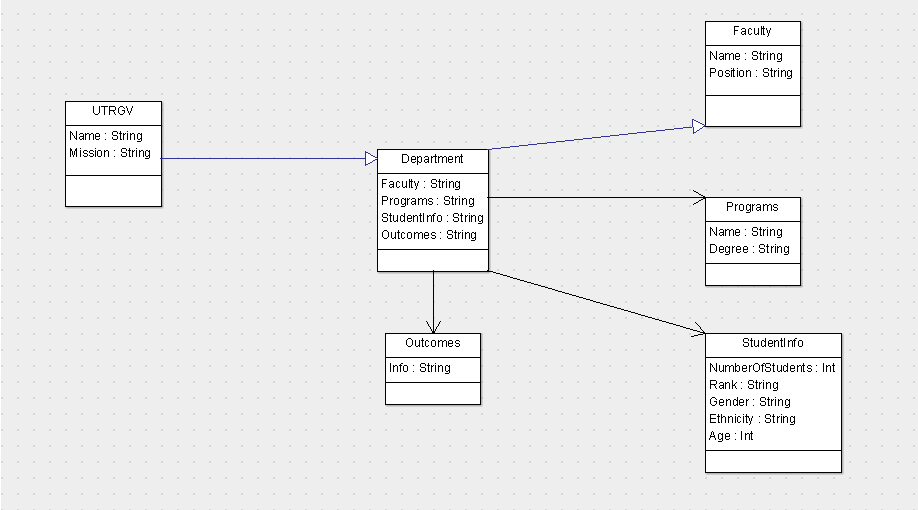 Faculty
Name : String
Position : String
UTRGV
Name : String
Mission : String
Department
Faculty : String
Programs : String
StudentInfo : String
Outcomes : String
Programs
Name : String
Degree : String
Outcomes
Info : String
StudentInfo
NumberOfStudents : Int
Rank : String
Gender : String
Ethnicity : String
Age : Int